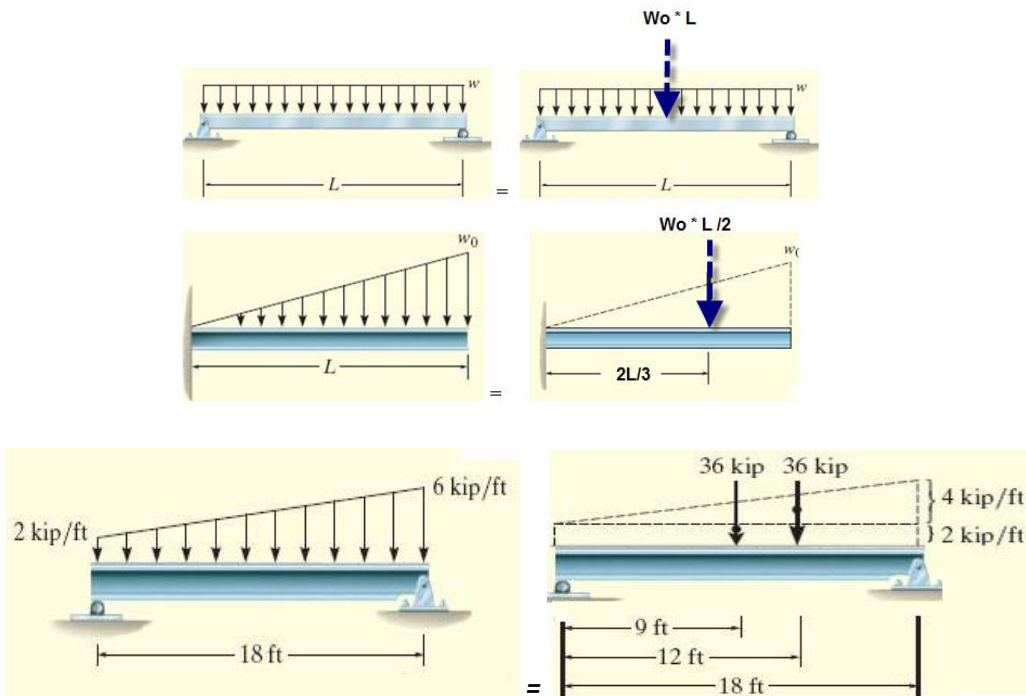 Wo * L
w
w
L
=
L
Wo * L /2
w0
w0
L
=
2L/3
2 kip/ft
6 kip/ft
18 ft
=
36 kip 36 kip
4 kip/ft
2 kip/ft
9 ft
12 ft
18 ft